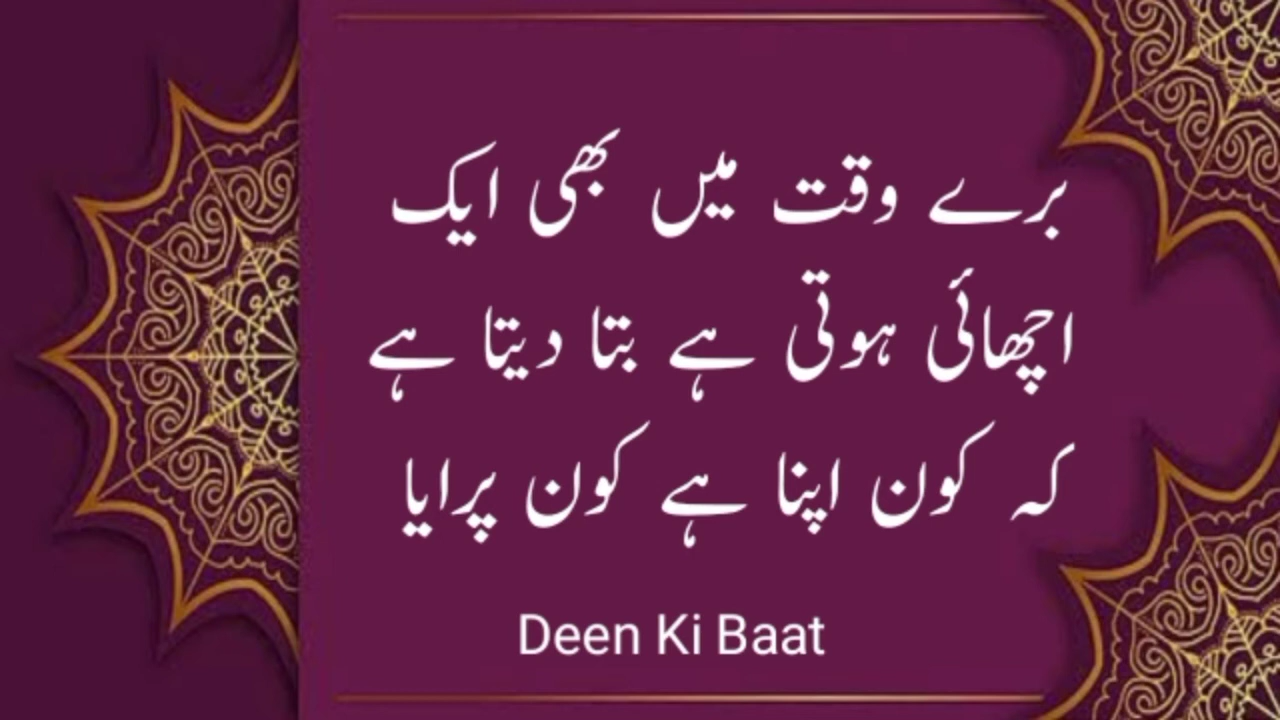 برے وقت میں بھی ایک
اچھائی ہوتی ہے بتا دیتا ہے
کہ کون اپنا ہے کون پرایا
Deen Ki Baat